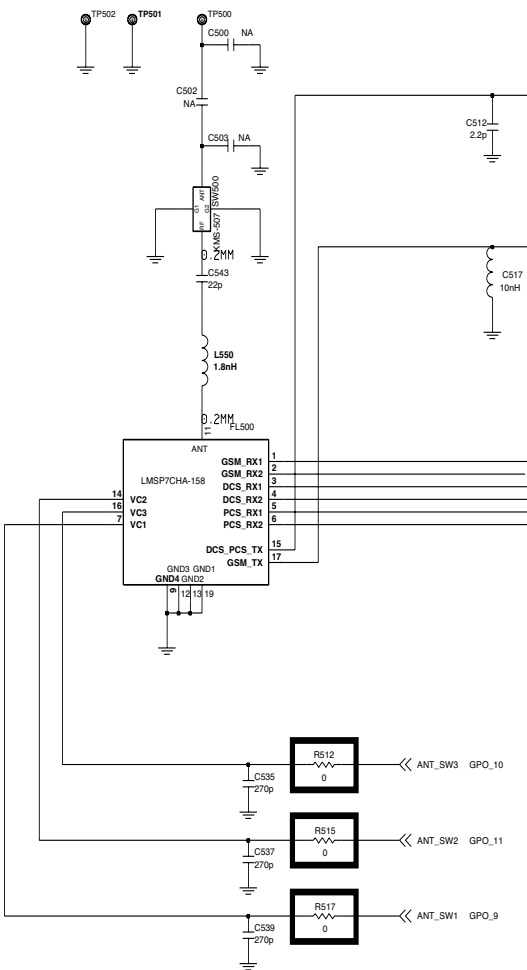 TP502
TP501
TP500
C500 NA
C502
NA
C503 NA
C512
2.2p
ANT
G1
G2
RF
SW500
KMS-507
0.2MM
C543
22p
C517
10nH
L550
1.8nH
0.2MM
11
FL500
ANT
LMSP7CHA-158
GSM_RX1 1
GSM_RX2 2
DCS_RX1 3
DCS_RX2 4
PCS_RX1 5
PCS_RX2 6
14 VC2
16 VC3
7 VC1
DCS_PCS_TX 15
GSM_TX 17
GND3 GND1
GND4 GND2
9 12 13 19
R512
0
ANT_SW3 GPO_10
C535
270p
R515
0
ANT_SW2 GPO_11
C537
270p
R517
0
ANT_SW1 GPO_9
C539
270p